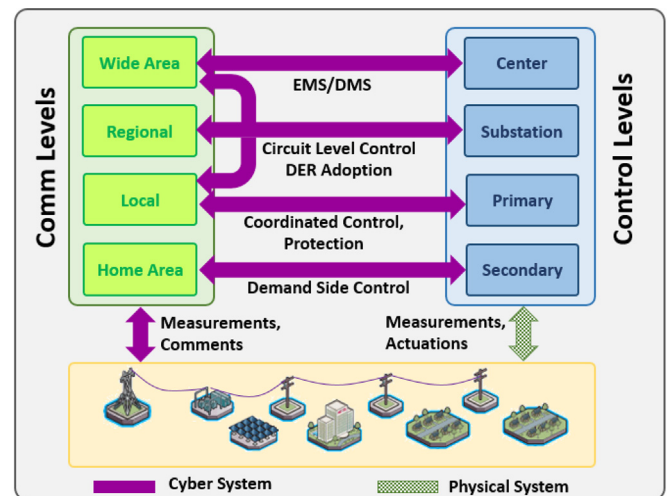 Comm Levels
Wide Area
Regional
Local
Home Area
EMS/DMS
Circuit Level Control
DER Adoption
Coordinated Control,
Protection
Demand Side Control
Center
Substation
Primary
Secondary
Control Levels
Measurements,
Comments
Measurements,
Actuations
Cyber System
Physical System